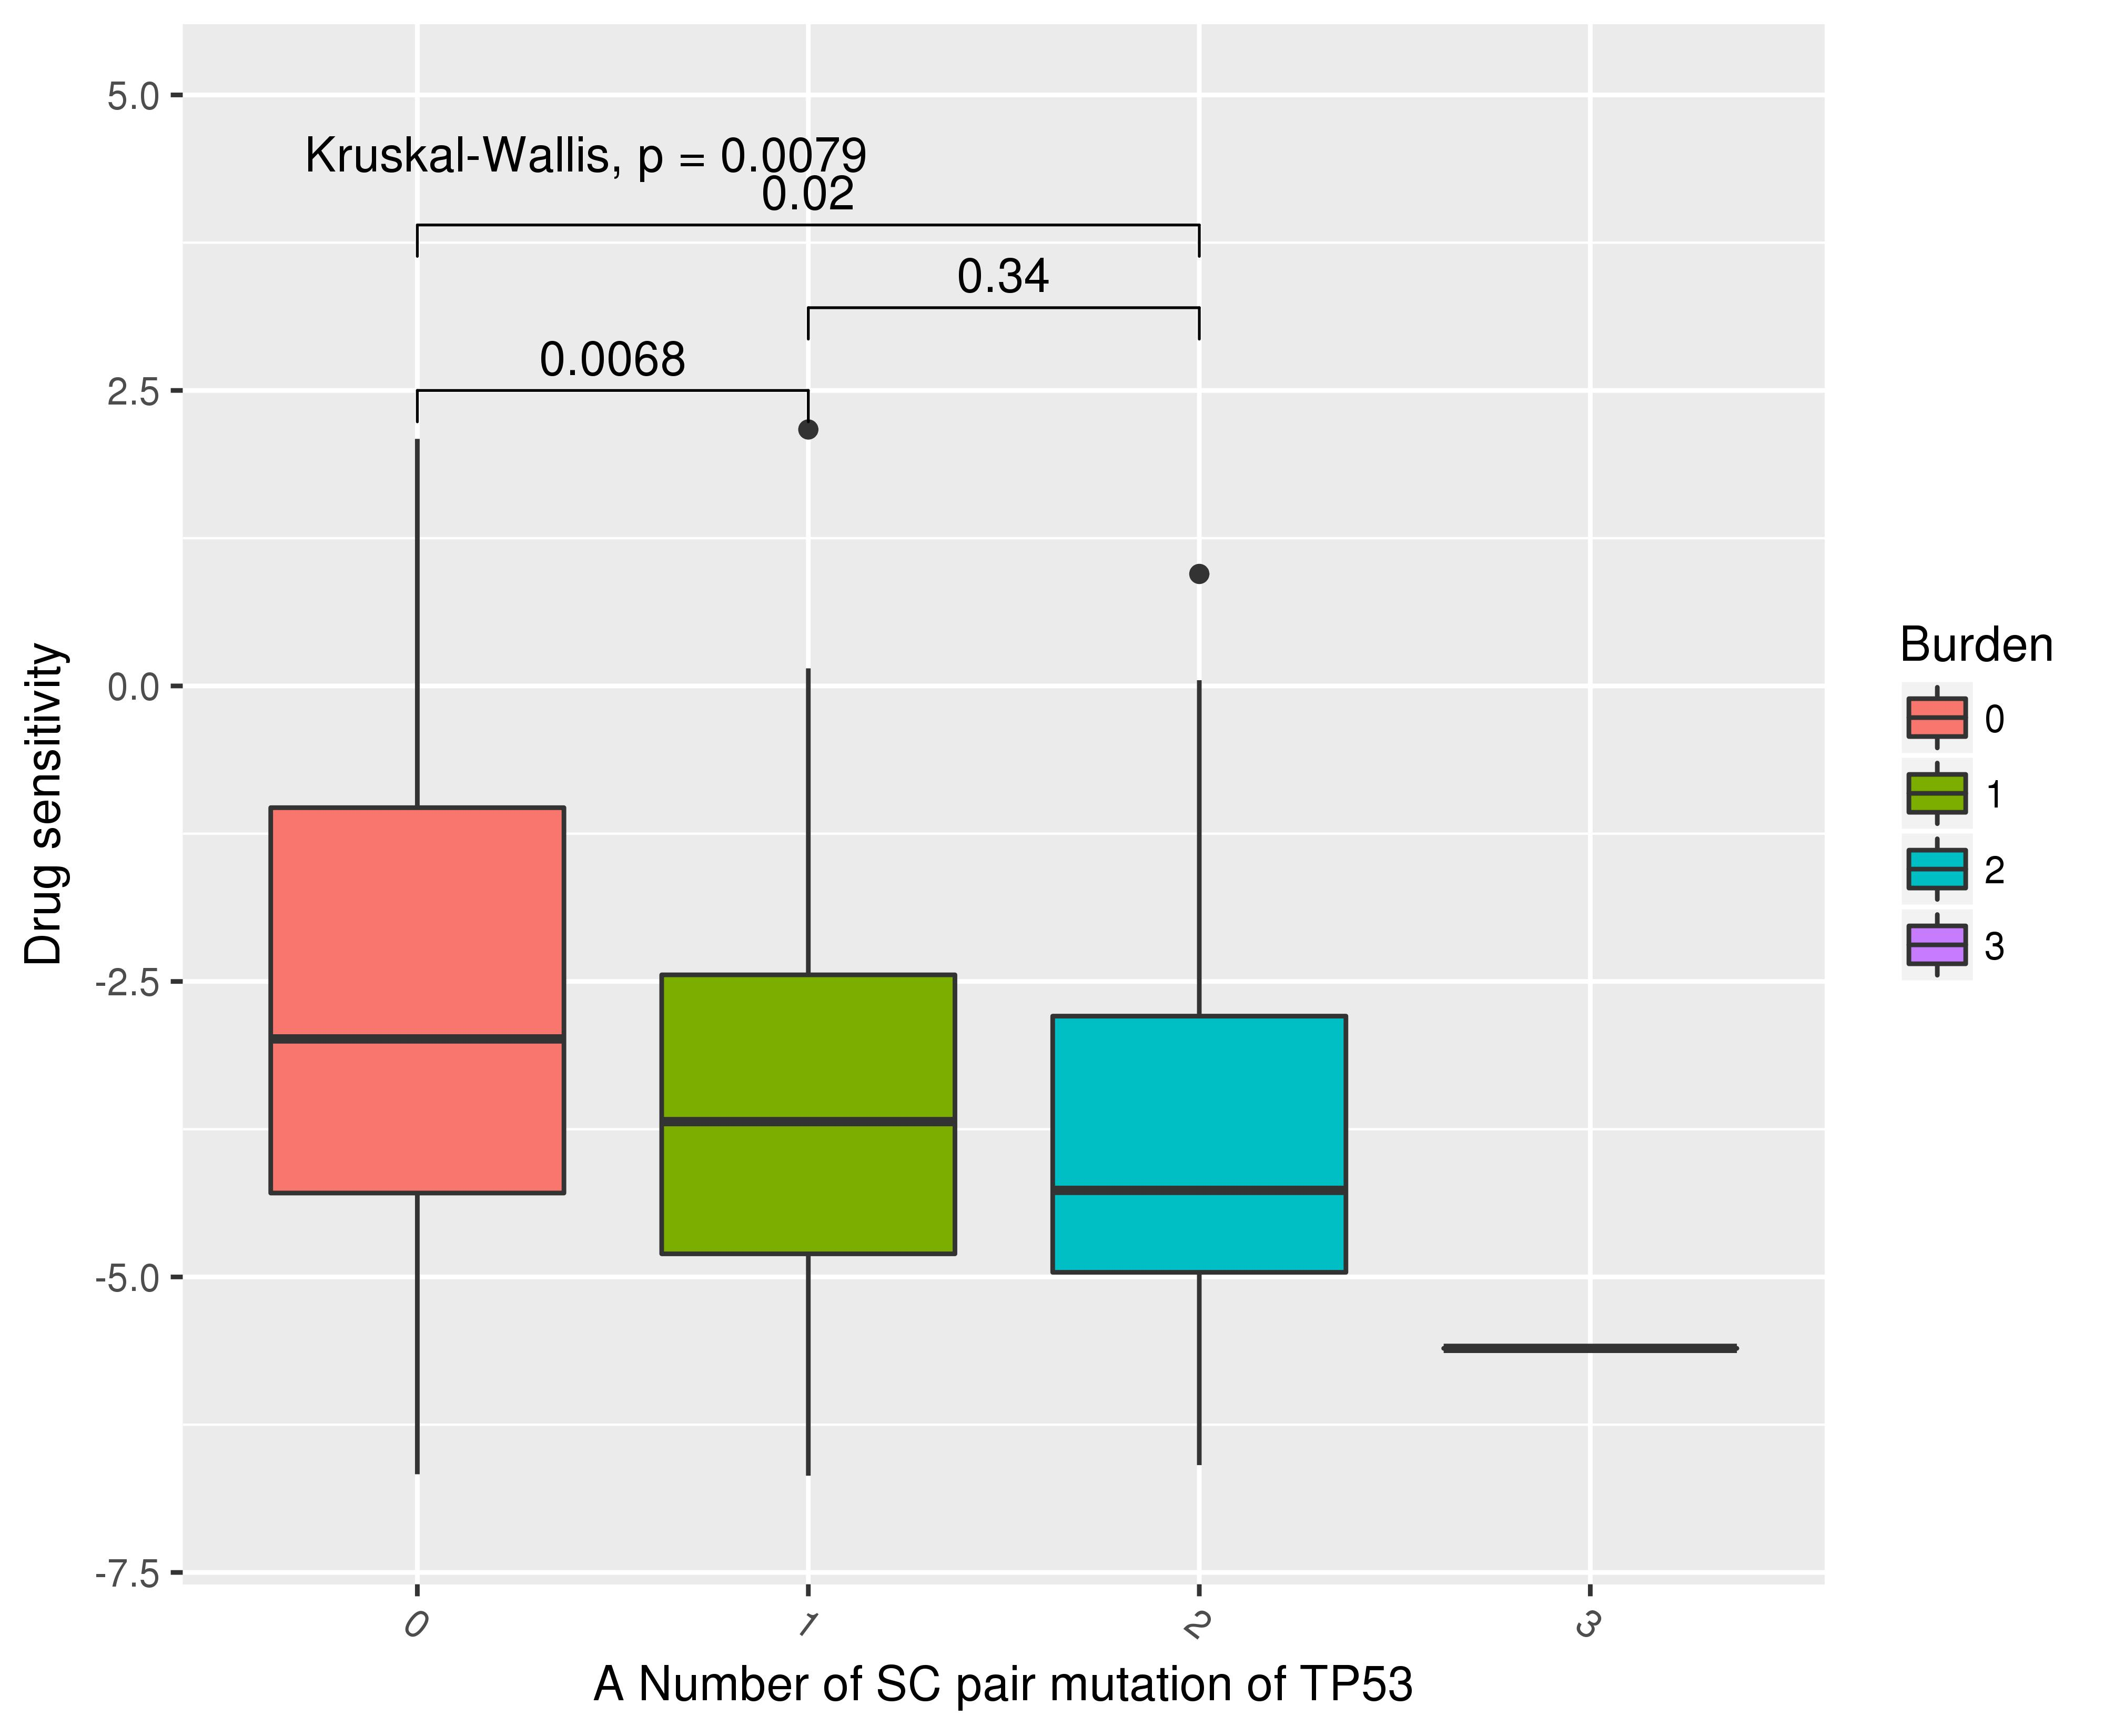 5.0
Kruskal-Wallis, p = 0.0079
0.02
0.34
0.0068
2.5
0.0
-2.5
-5.0
-7.5
Drug sensitivity
0 1 2 3
A Number of SC pair mutation of TP53
Burden
0
1
2
3